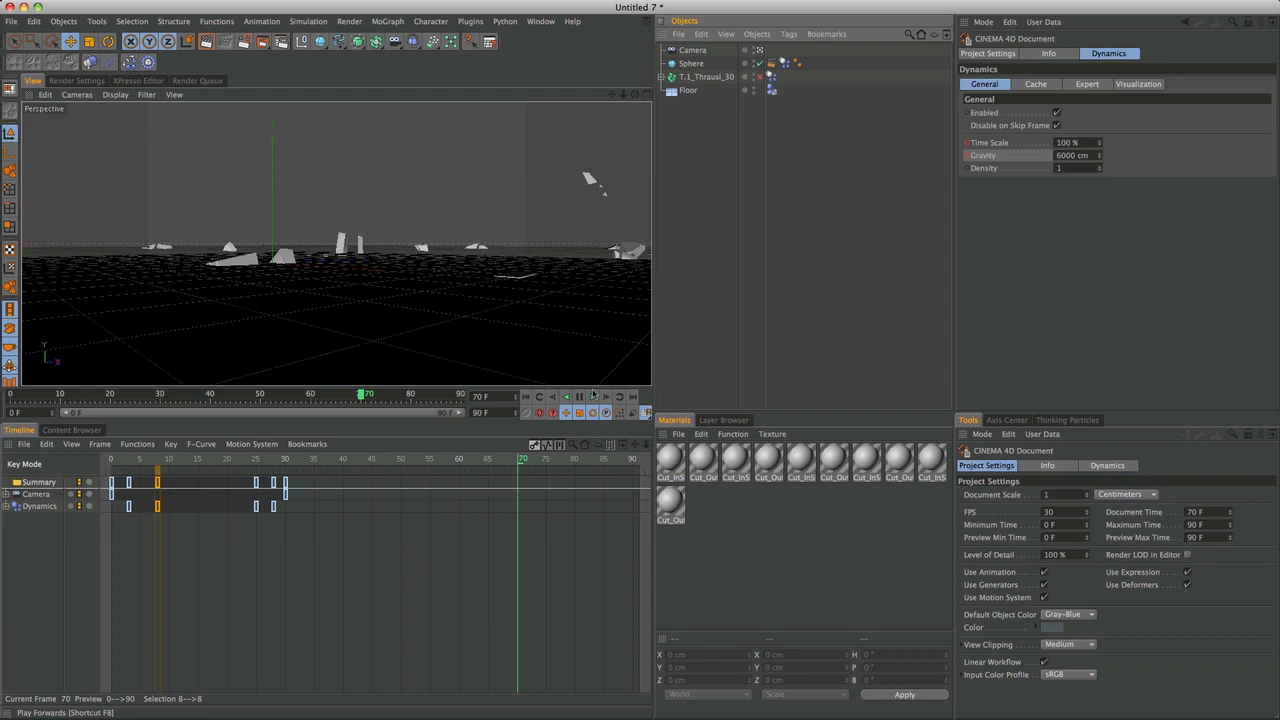 Untitled 7 *
File Edit Objects Tools Selection Structure Functions Animation Simulation Render MoGraph Character Plugins Python Window Help
View Render Settings XPresso Editor Render Queue
Edit Cameras Display Filter View
Perspective
Y
Y
X
0 10 20 30 40 50 60 70 80 90 70 F
0 F 0 F 90 F 90 F
Timeline Content Browser
File Edit View Frame Functions Key F-Curve Motion System Bookmarks
Key Mode
0 5 10 15 20 25 30 35 40 45 50 55 60 65 70 75 80 85 90
Summary
Camera
Dynamics
Current Frame 70 Preview 0-->90 Selection 8-->8
Play Forwards [Shortcut F8]
Objects
File Edit View Objects Tags Bookmarks
Camera
Sphere
T.1_Thrausi_30
Floor
Materials Layer Browser
File Edit Function Texture
Cut_InS Cut_Out Cut_InS Cut_Out Cut_InS Cut_Out Cut_InS Cut_Out Cut_InS
Cut_Out
-- -- --
X 0 cm X 0 cm H 0 °
Y 0 cm Y 0 cm P 0 °
Z 0 cm Z 0 cm B 0 °
World Scale Apply
Mode Edit User Data
CINEMA 4D Document
Project Settings Info Dynamics
Dynamics
General Cache Expert Visualization
General
Enabled
Disable on Skip Frame
Time Scale 100 %
Gravity 6000 cm
Density 1
Tools Axis Center Thinking Particles
Mode Edit User Data
CINEMA 4D Document
Project Settings Info Dynamics
Project Settings
Document Scale 1 Centimeters
FPS 30 Document Time 70 F
Minimum Time 0 F Maximum Time 90 F
Preview Min Time 0 F Preview Max Time 90 F
Level of Detail 100 % Render LOD in Editor
Use Animation Use Expression
Use Generators Use Deformers
Use Motion System
Default Object Color Gray-Blue
Color
View Clipping Medium
Linear Workflow
Input Color Profile sRGB